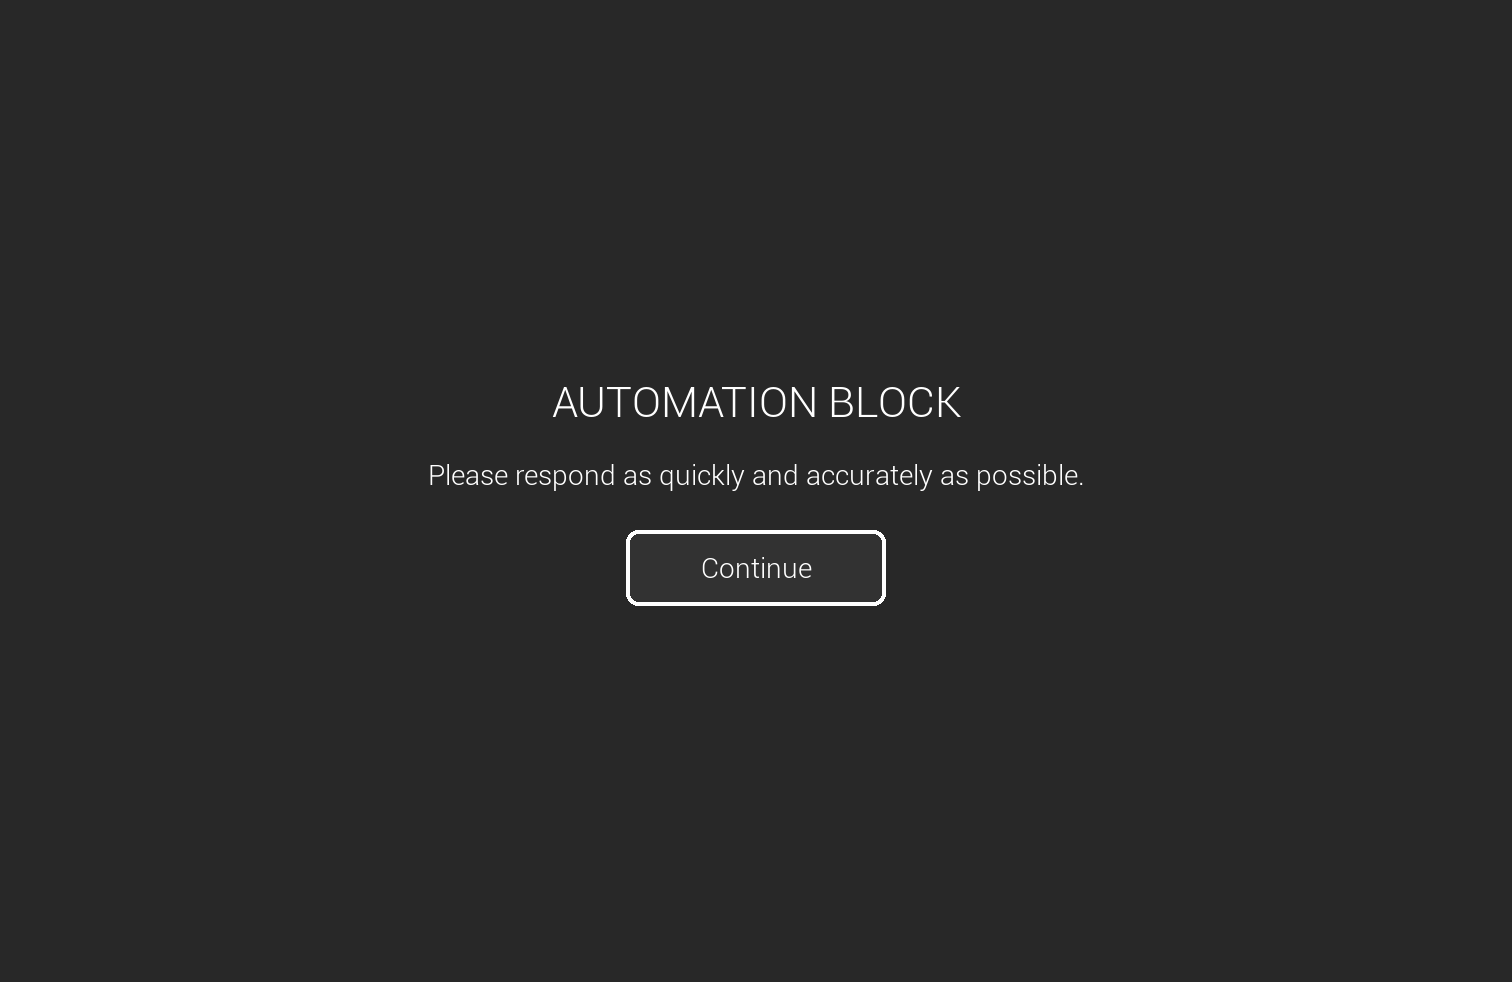 AUTOMATION BLOCK
Please respond as quickly and accurately as possible.
Continue